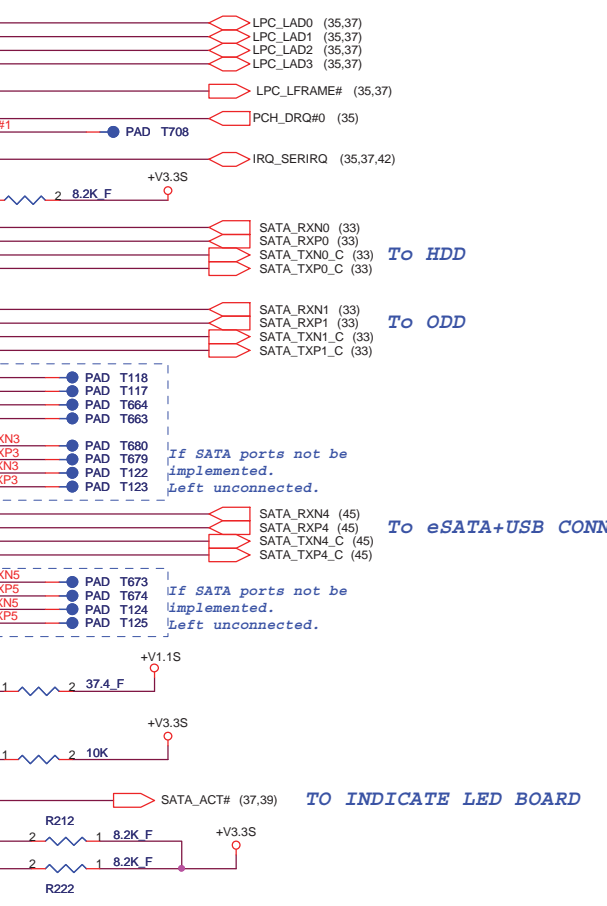 LPC_LAD0 (35,37)
LPC_LAD1 (35,37)
LPC_LAD2 (35,37)
LPC_LAD3 (35,37)
LPC_LFRAME# (35,37)
PCH_DRQ#0 (35)
#1
PAD T708
IRQ_SERIRQ (35,37,42)
+V3.3S
2 8.2K_F
SATA_RXN0 (33)
SATA_RXP0 (33)
SATA_TXN0_C (33)
SATA_TXP0_C (33)
To HDD
SATA_RXN1 (33)
SATA_RXP1 (33)
SATA_TXN1_C (33)
SATA_TXP1_C (33)
To ODD
PAD T118
PAD T117
PAD T664
PAD T663
XN3 PAD T680
XP3 PAD T679
XN3 PAD T122
XP3 PAD T123
If SATA ports not be
implemented.
Left unconnected.
SATA_RXN4 (45)
SATA_RXP4 (45)
SATA_TXN4_C (45)
SATA_TXP4_C (45)
To eSATA+USB CONN
XN5 PAD T673
XP5 PAD T674
XN5 PAD T124
XP5 PAD T125
If SATA ports not be
implemented.
Left unconnected.
+V1.1S
1 2 37.4_F
+V3.3S
1 2 10K
SATA_ACT# (37,39)
TO INDICATE LED BOARD
R212
2 1 8.2K_F
+V3.3S
2 1 8.2K_F
R222